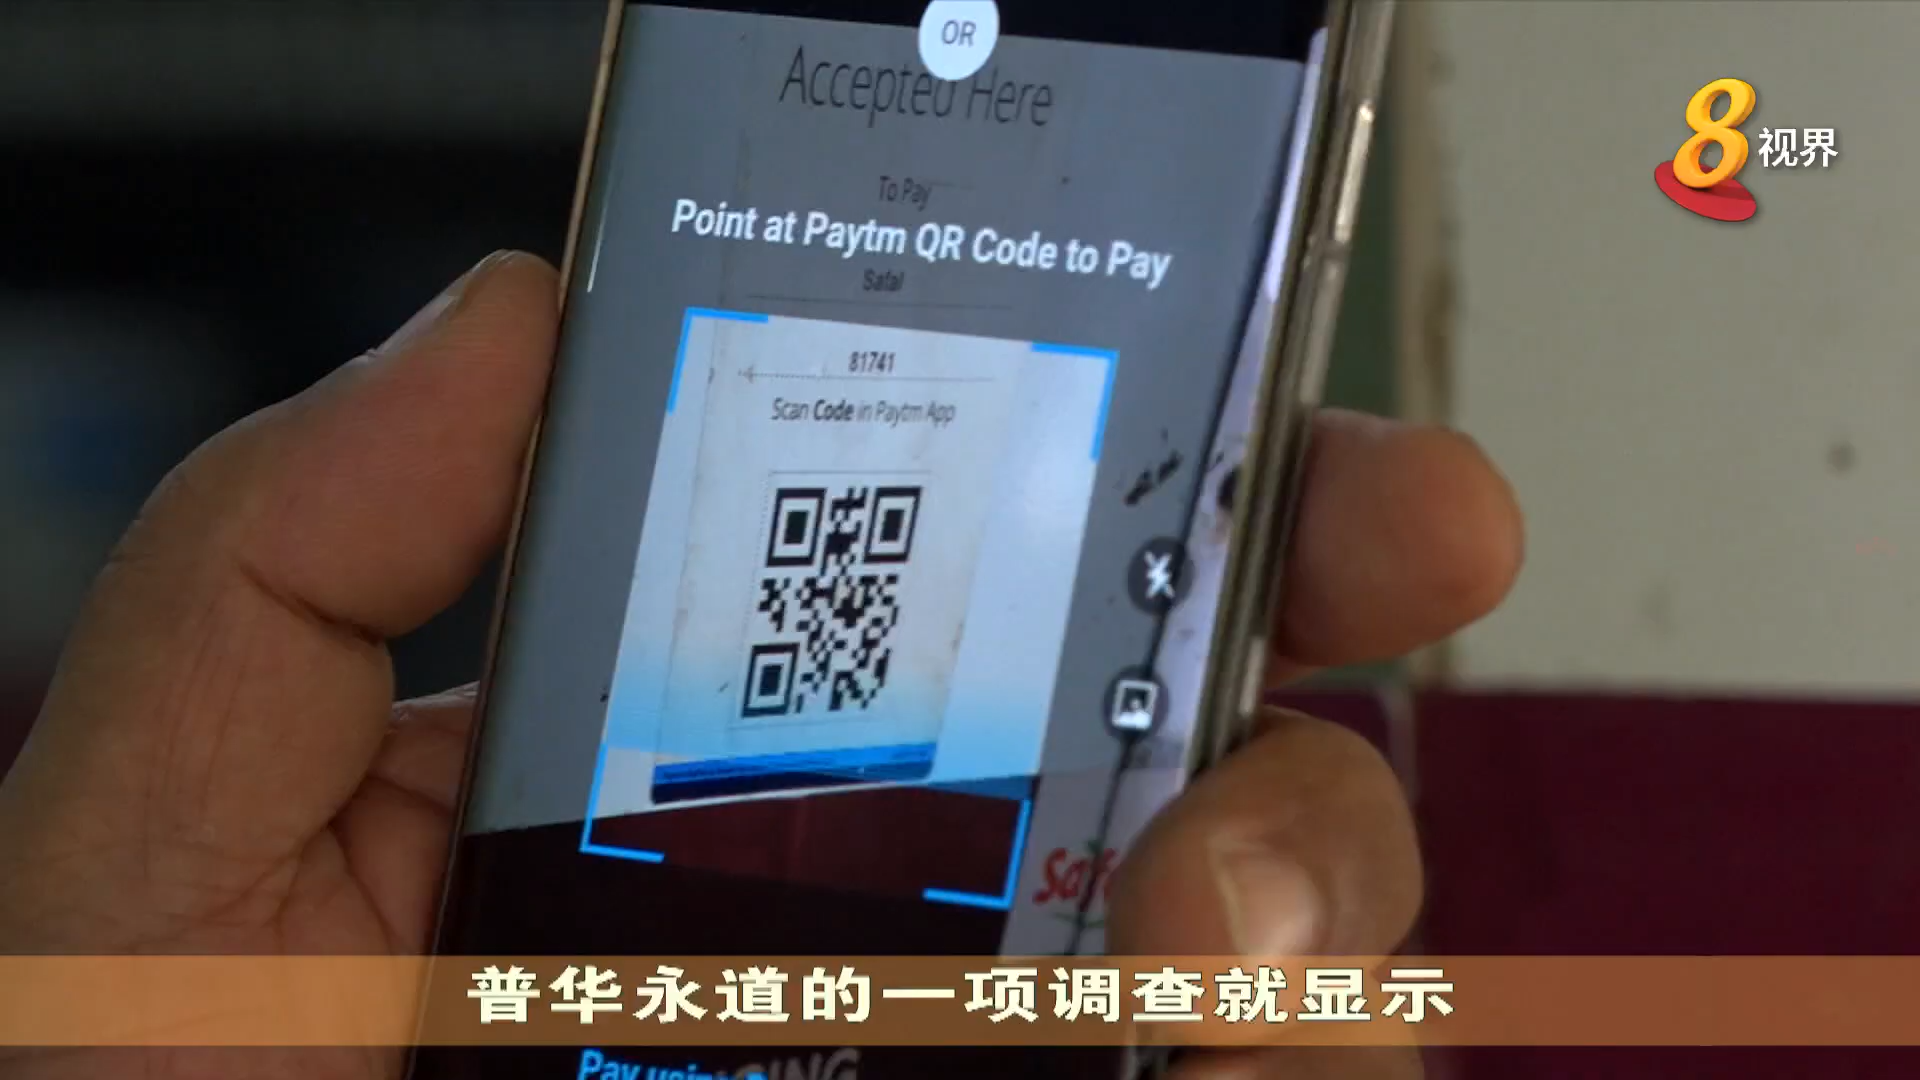 OR
Accepted Here
8视界
To Pay
Point at Paytm QR Code to Pay
Safal
81741
Scan Code in Paytm App
普华永道的一项调查就显示